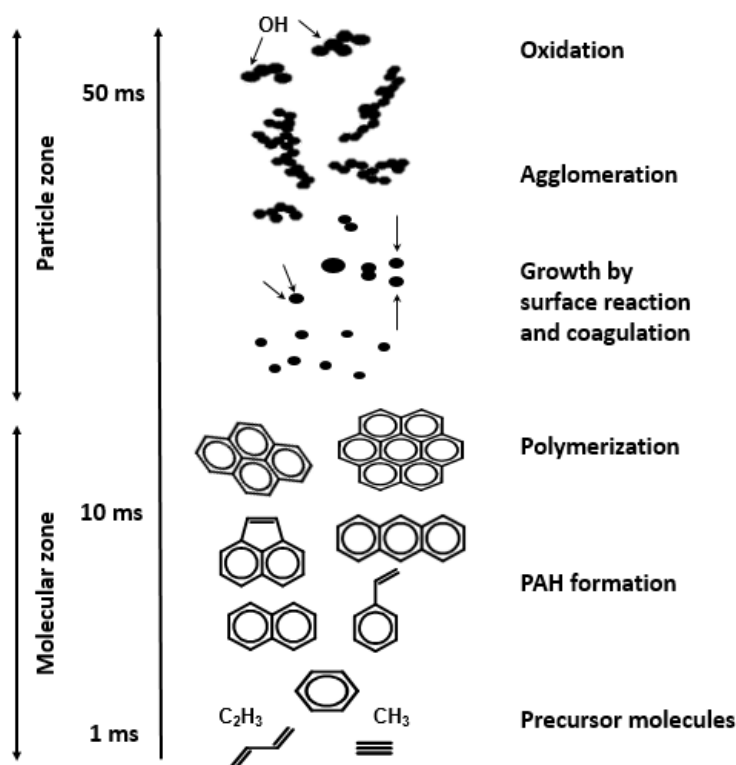 OH
Oxidation
50 ms
Agglomeration
Particle zone
Growth by
surface reaction
and coagulation
Polymerization
10 ms
Molecular zone
PAH formation
C₂H₃
CH₃
Precursor molecules
1 ms